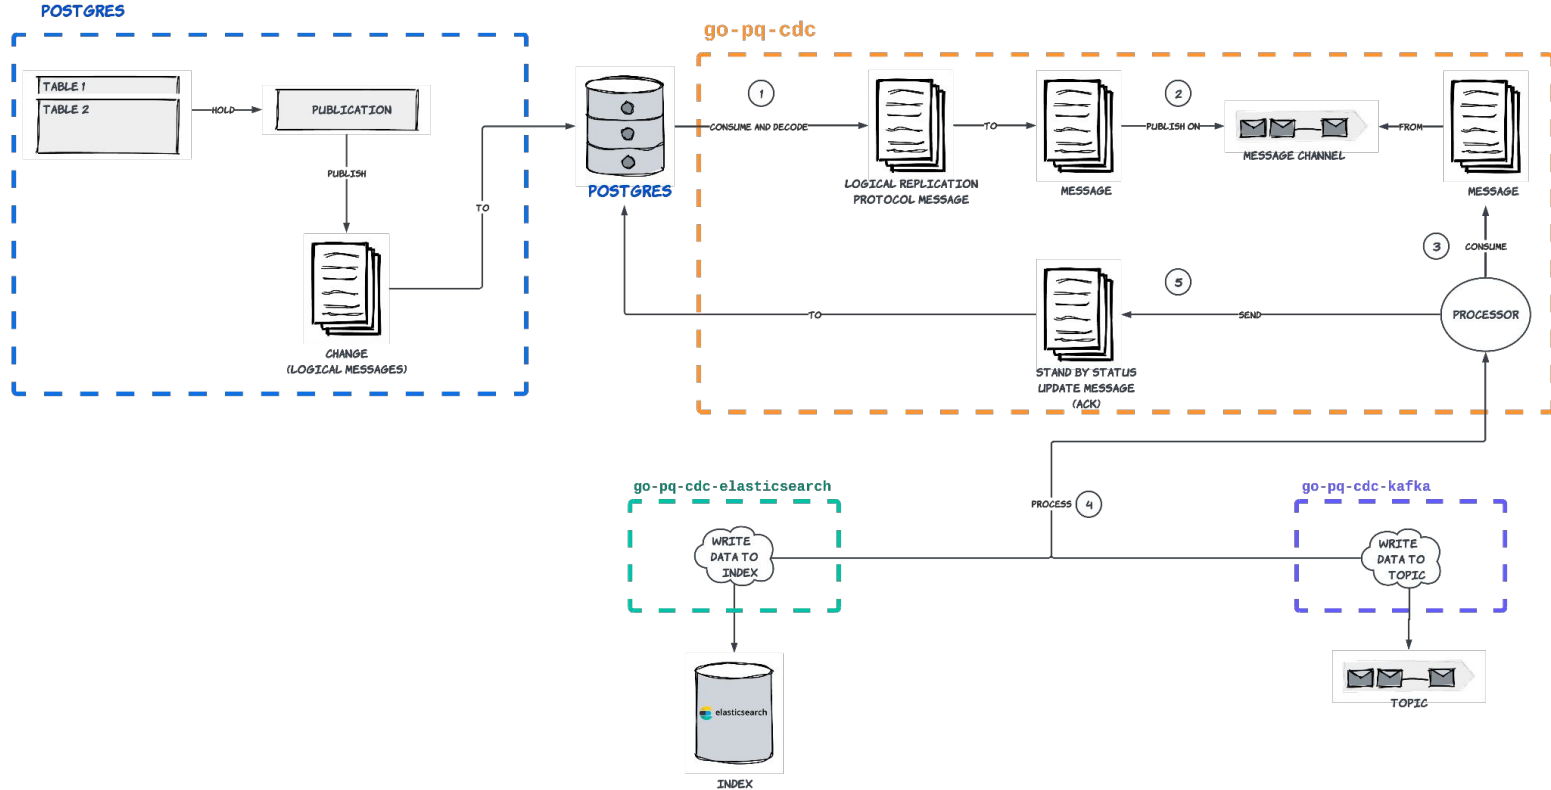 POSTGRES
TABLE 1
TABLE 2
HOLD
PUBLICATION
PUBLISH
TO
CHANGE
(LOGICAL MESSAGES)
POSTGRES
go-pq-cdc
1
CONSUME AND DECODE
LOGICAL REPLICATION
PROTOCOL MESSAGE
TO
MESSAGE
2
PUBLISH ON
MESSAGE CHANNEL
FROM
MESSAGE
3
CONSUME
PROCESSOR
5
SEND
STAND BY STATUS
UPDATE MESSAGE
(ACK)
TO
PROCESS
4
go-pq-cdc-elasticsearch
WRITE
DATA TO
INDEX
elasticsearch
INDEX
go-pq-cdc-kafka
WRITE
DATA TO
TOPIC
TOPIC